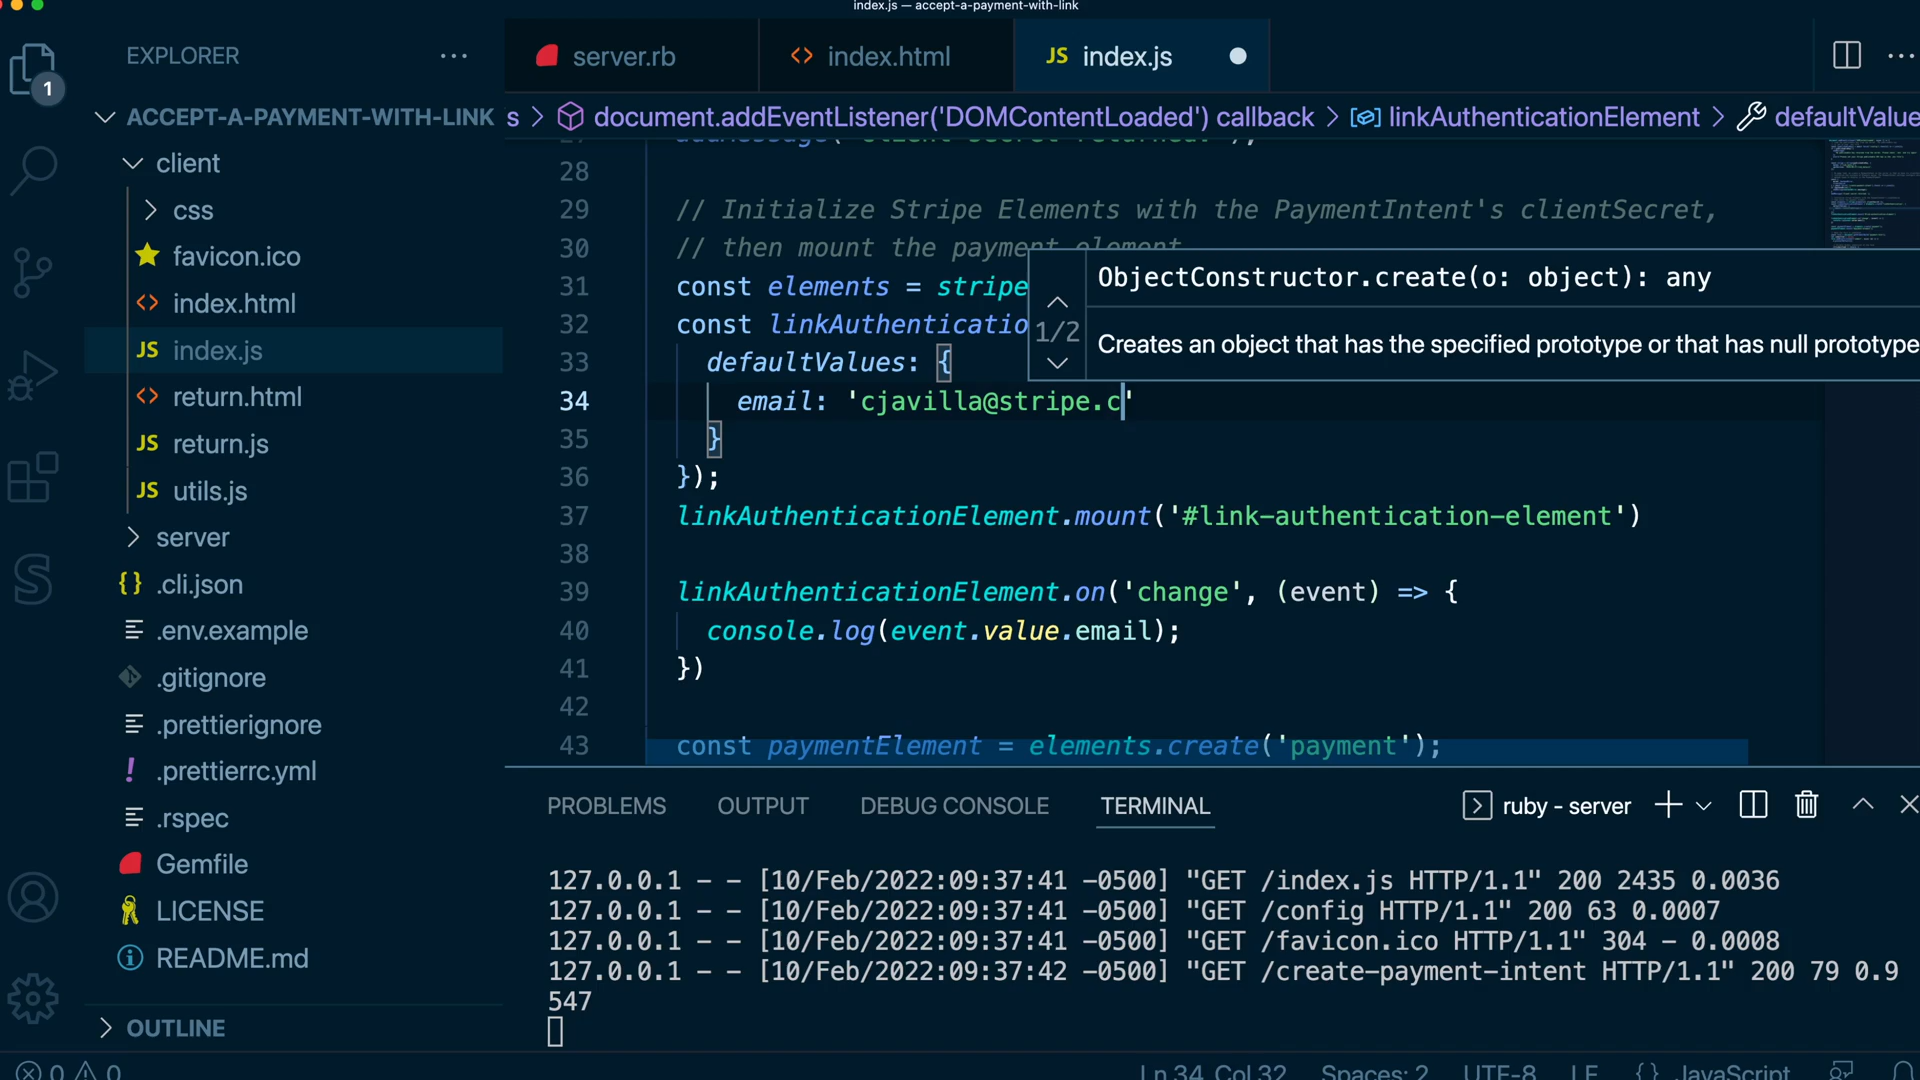 index.js — accept-a-payment-with-link
EXPLORER
1
ACCEPT-A-PAYMENT-WITH-LINK
client
css
favicon.ico
index.html
JS index.js
return.html
JS return.js
JS utils.js
server
{} .cli.json
.env.example
.gitignore
.prettierignore
! .prettierrc.yml
.rspec
Gemfile
LICENSE
README.md
OUTLINE
server.rb
<> index.html
JS index.js
s > document.addEventListener('DOMContentLoaded') callback > linkAuthenticationElement > defaultValue
28
29 // Initialize Stripe Elements with the PaymentIntent's clientSecret,
30 // then mount the payment element
31 const elements = stripe
32 const linkAuthenticatio
33 defaultValues: {
34 email: 'cjavilla@stripe.c'
35 }
36 });
37 linkAuthenticationElement.mount('#link-authentication-element')
38
39 linkAuthenticationElement.on('change', (event) => {
40 console.log(event.value.email);
41 })
42
43 const paymentElement = elements.create('payment');
1/2
ObjectConstructor.create(o: object): any
Creates an object that has the specified prototype or that has null prototype
PROBLEMS OUTPUT DEBUG CONSOLE TERMINAL
ruby - server
127.0.0.1 - - [10/Feb/2022:09:37:41 -0500] "GET /index.js HTTP/1.1" 200 2435 0.0036
127.0.0.1 - - [10/Feb/2022:09:37:41 -0500] "GET /config HTTP/1.1" 200 63 0.0007
127.0.0.1 - - [10/Feb/2022:09:37:41 -0500] "GET /favicon.ico HTTP/1.1" 304 - 0.0008
127.0.0.1 - - [10/Feb/2022:09:37:42 -0500] "GET /create-payment-intent HTTP/1.1" 200 79 0.9
547
0 0
Ln 34, Col 32 Spaces: 2 UTF-8 LF {} JavaScript